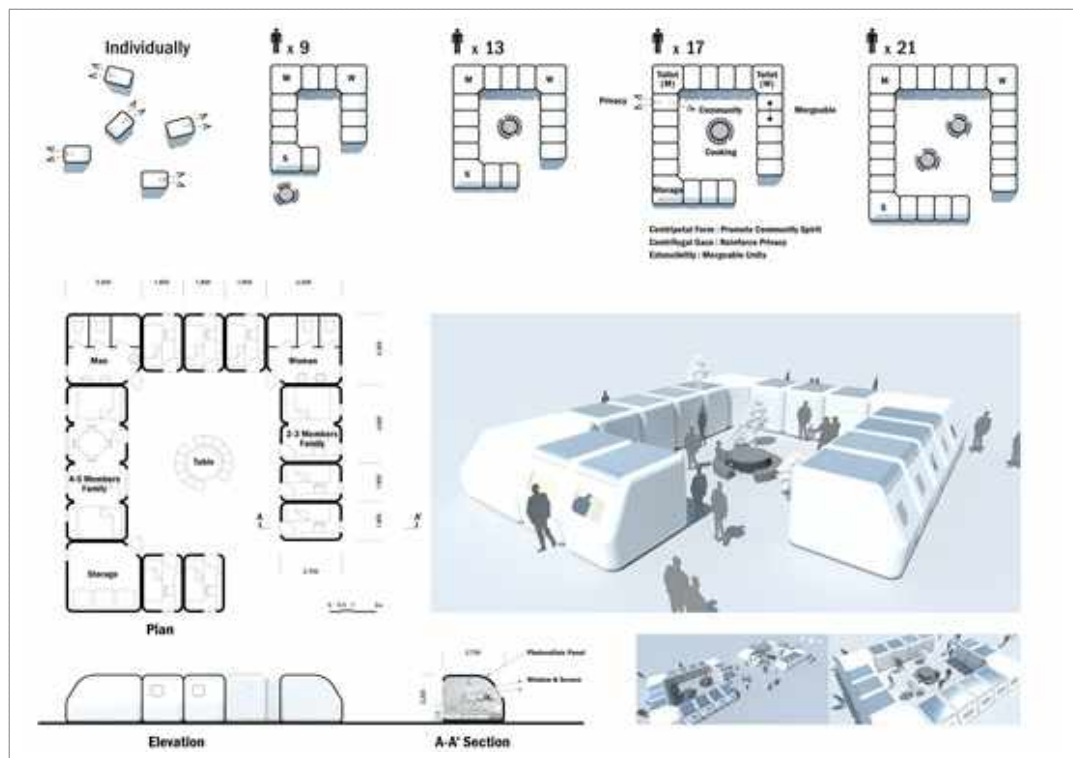 Individually
x 9
x 13
x 17
x 21
M
W
S
M
W
S
Toilet (M)
Toilet (W)
Privacy
Community
Mergeable
Cooking
Storage
M
W
S
Centripetal Form : Promote Community Spirit
Centrifugal Gaze : Reinforce Privacy
Extensibility : Mergeable Units
Man
Woman
2-3 Members Family
Table
4-5 Members Family
A
A'
Storage
Plan
Photovoltaic Panel
Window & Screen
Elevation
A-A' Section